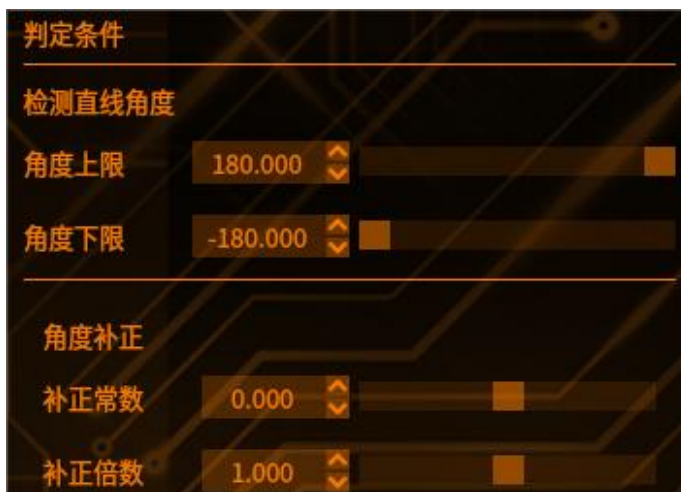 判定条件
检测直线角度
角度上限 180.000
角度下限 -180.000
角度补正
补正常数 0.000
补正倍数 1.000